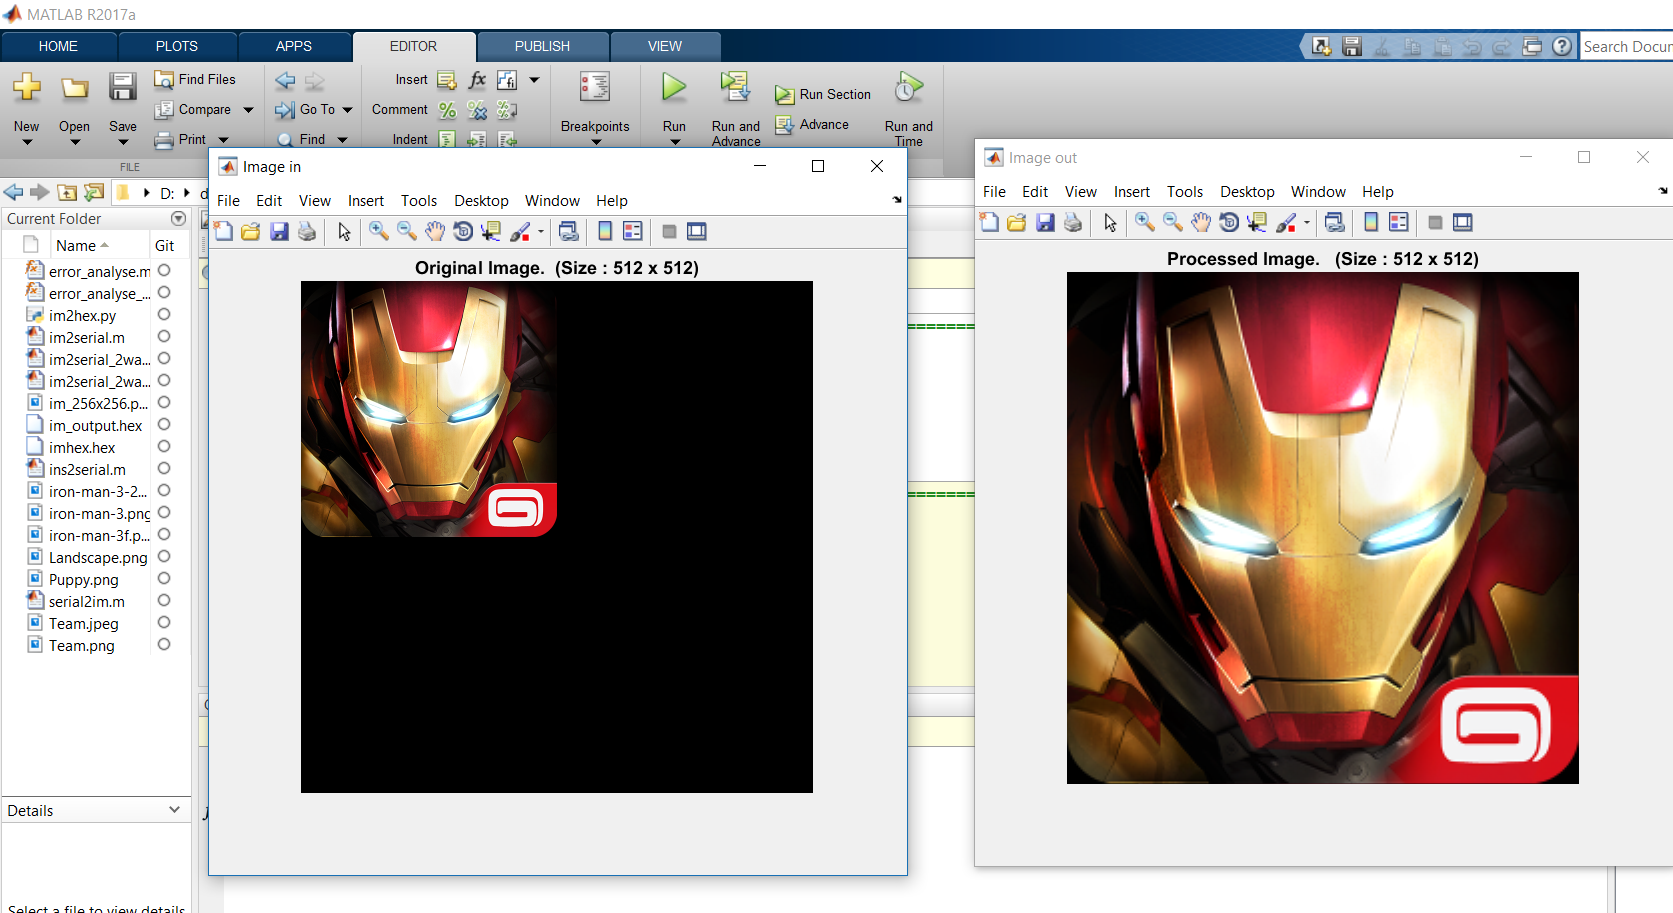 MATLAB R2017a
HOME PLOTS APPS EDITOR PUBLISH VIEW
Search Docum
Find Files
Insert fx fi
Compare Go To Comment % %
Run Section
New Open Save Print Find Indent Breakpoints Run Run and Advance Advance Run and Time
FILE
D:
Current Folder
Name Git
error_analyse.m
error_analyse_...
im2hex.py
im2serial.m
im2serial_2wa...
im2serial_2wa...
im_256x256.p...
im_output.hex
imhex.hex
ins2serial.m
iron-man-3-2...
iron-man-3.png
iron-man-3f.p...
Landscape.png
Puppy.png
serial2im.m
Team.jpeg
Team.png
Details
Select a file to view details
Image in
File Edit View Insert Tools Desktop Window Help
Original Image. (Size : 512 x 512)
Image out
File Edit View Insert Tools Desktop Window Help
Processed Image. (Size : 512 x 512)